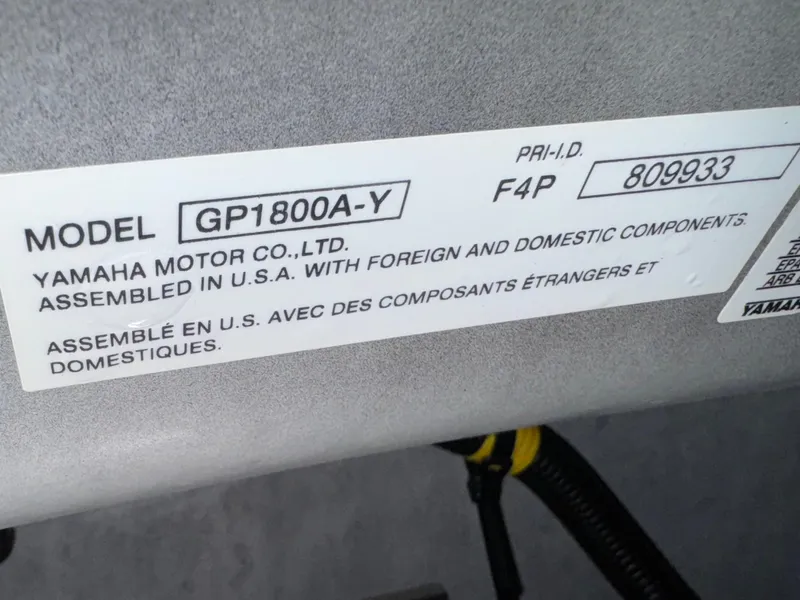 PRI-I.D.
MODEL GP1800A-Y F4P 809933
YAMAHA MOTOR CO.,LTD.
ASSEMBLED IN U.S.A. WITH FOREIGN AND DOMESTIC COMPONENTS.
ASSEMBLÉ EN U.S. AVEC DES COMPOSANTS ÉTRANGERS ET
DOMESTIQUES.
ARB